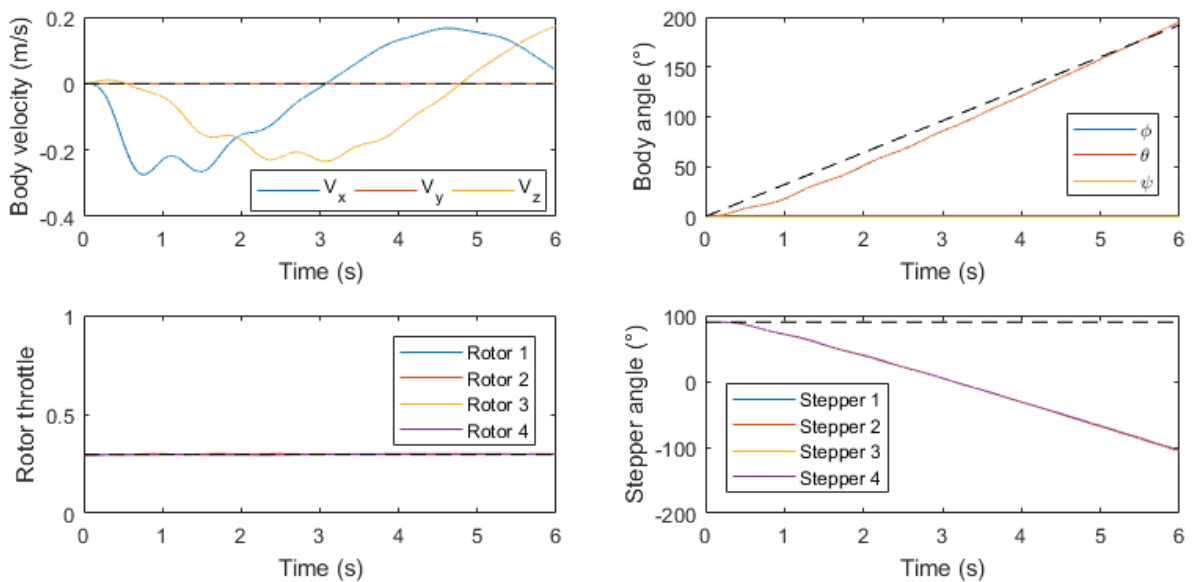 Body velocity (m/s)
0.2
0
-0.2
-0.4
V_x V_y V_z
0 1 2 3 4 5 6
Time (s)
Body angle (°)
200
150
100
50
0
ϕ
θ
ψ
0 1 2 3 4 5 6
Time (s)
Rotor throttle
1
0.5
0
Rotor 1
Rotor 2
Rotor 3
Rotor 4
0 1 2 3 4 5 6
Time (s)
Stepper angle (°)
100
0
-100
-200
Stepper 1
Stepper 2
Stepper 3
Stepper 4
0 1 2 3 4 5 6
Time (s)